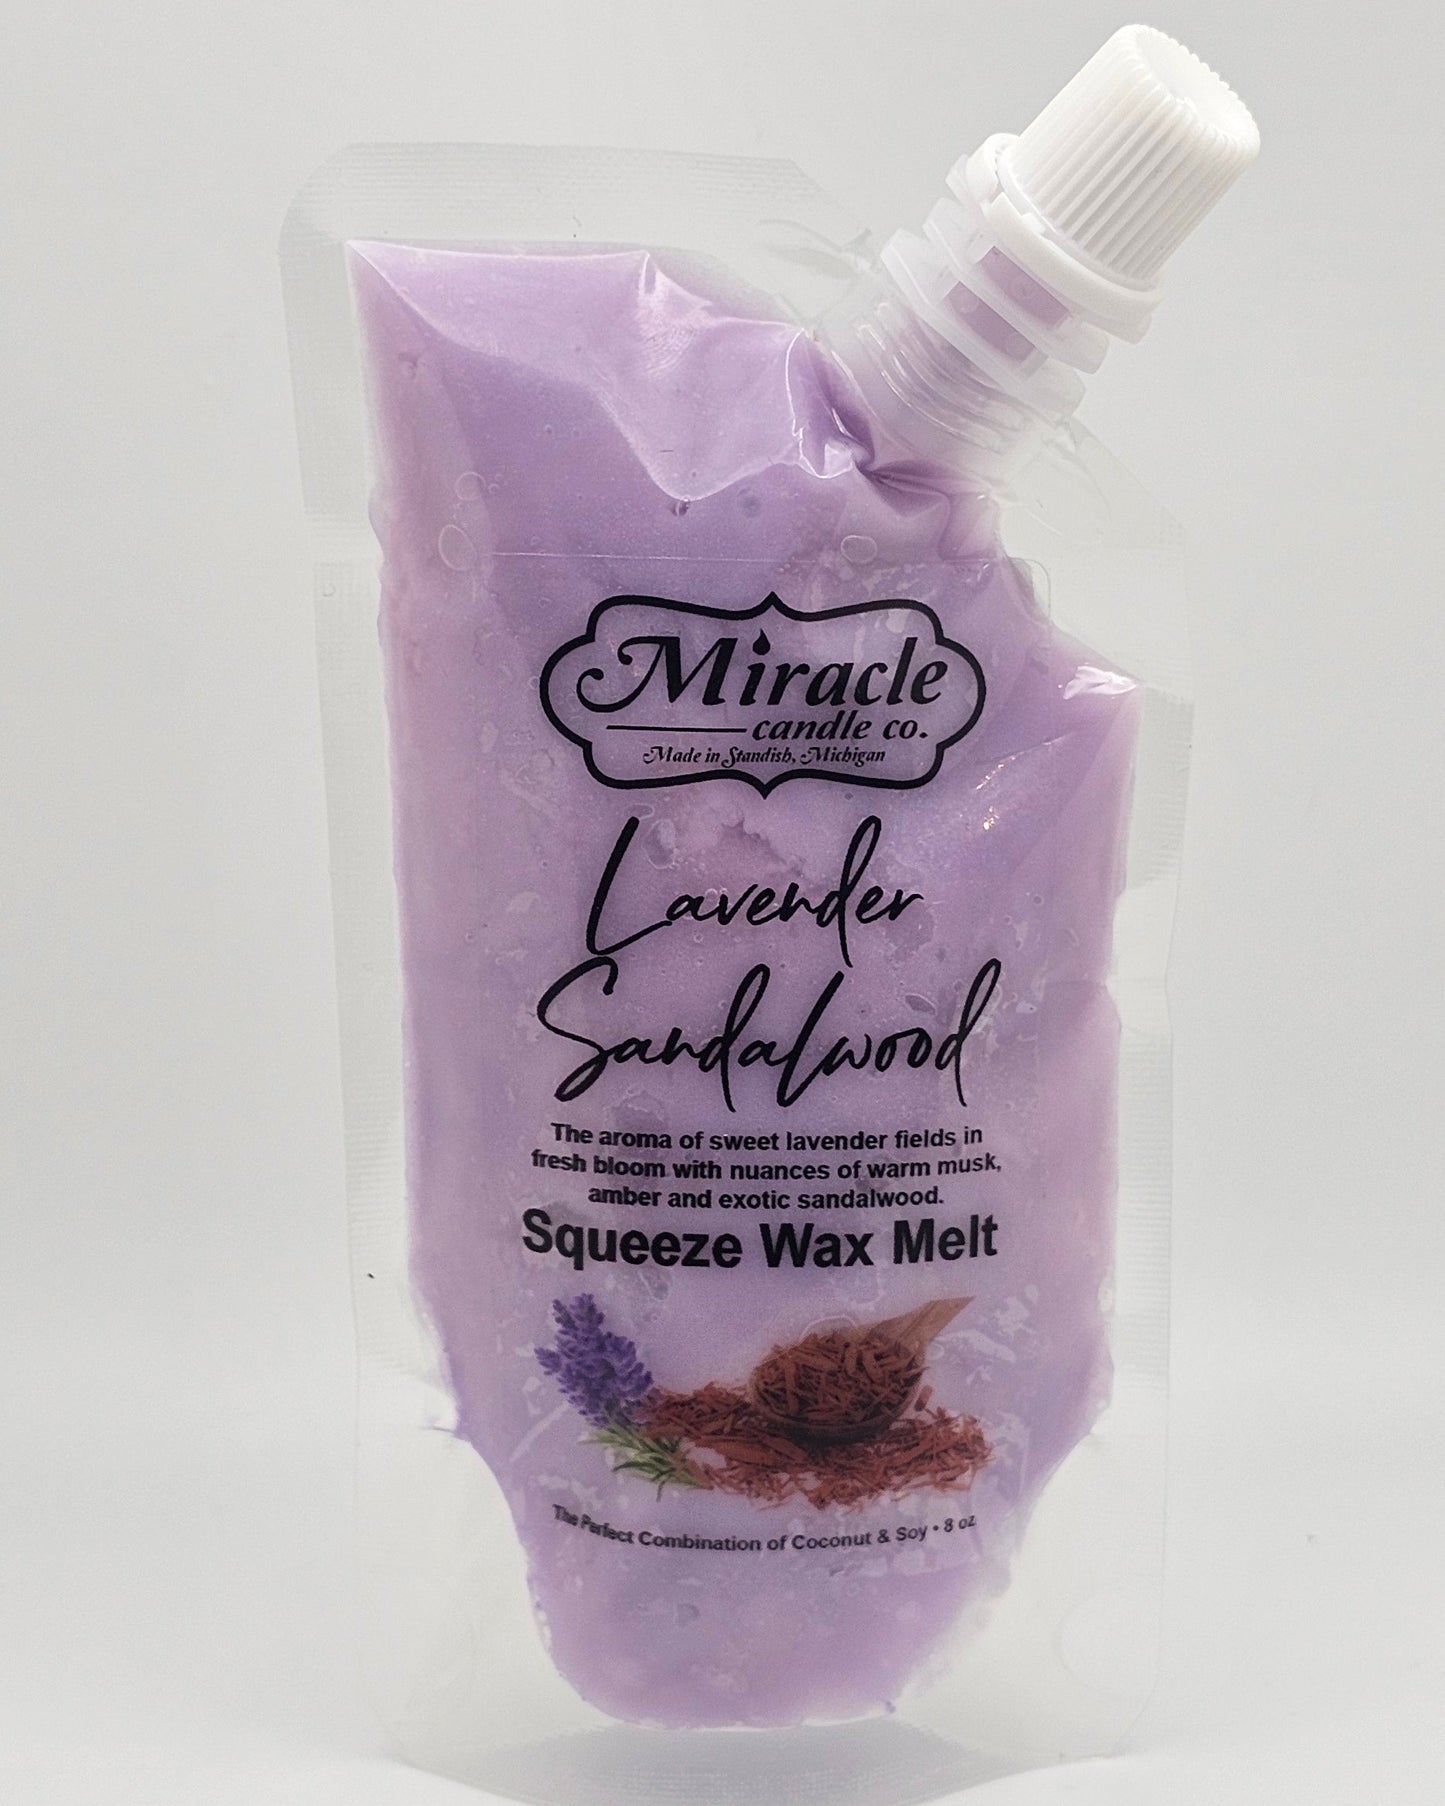 Miracle
candle co.
Made in Standish, Michigan
Lavender
Sandalwood
The aroma of sweet lavender fields in
fresh bloom with nuances of warm musk,
amber and exotic sandalwood.
Squeeze Wax Melt
The Perfect Combination of Coconut & Soy • 8 oz